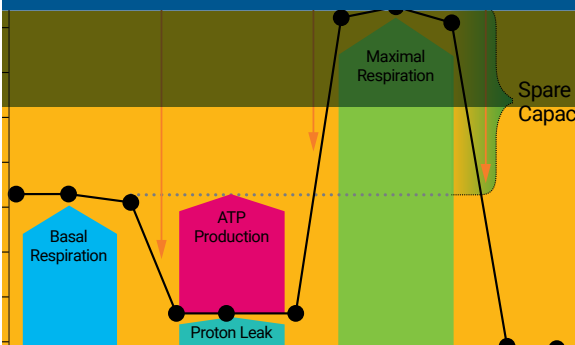 Maximal
Respiration
Spare
Capac
ATP
Production
Basal
Respiration
Proton Leak